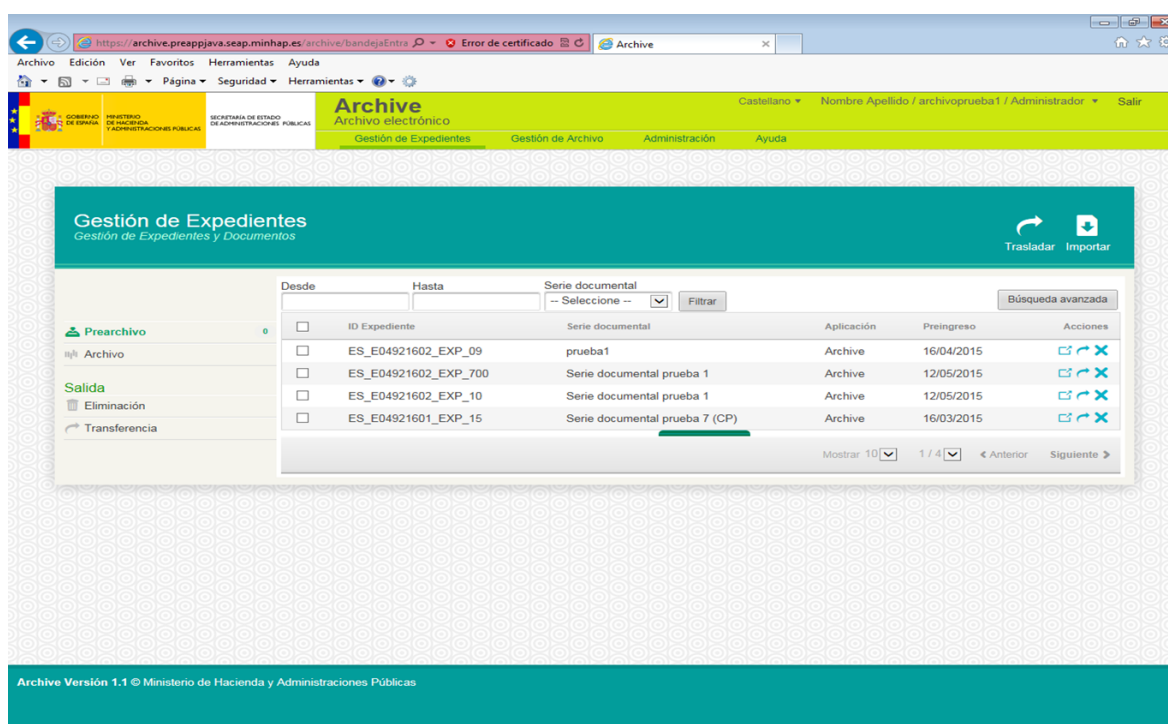 https://archive.preappjava.seap.minhap.es/archive/bandejaEntra
Error de certificado
Archive
Archivo Edición Ver Favoritos Herramientas Ayuda
Página Seguridad Herramientas
GOBIERNO DE ESPAÑA
MINISTERIO DE HACIENDA Y ADMINISTRACIONES PÚBLICAS
SECRETARÍA DE ESTADO DE ADMINISTRACIONES PÚBLICAS
Archive
Archivo electrónico
Castellano Nombre Apellido / archivoprueba1 / Administrador Salir
Gestión de Expedientes Gestión de Archivo Administración Ayuda
Gestión de Expedientes
Gestión de Expedientes y Documentos
Trasladar Importar
Desde Hasta Serie documental
-- Seleccione -- Filtrar Búsqueda avanzada
Prearchivo 0
Archivo
Salida
Eliminación
Transferencia
ID Expediente Serie documental Aplicación Preingreso Acciones
ES_E04921602_EXP_09 prueba1 Archive 16/04/2015
ES_E04921602_EXP_700 Serie documental prueba 1 Archive 12/05/2015
ES_E04921602_EXP_10 Serie documental prueba 1 Archive 12/05/2015
ES_E04921601_EXP_15 Serie documental prueba 7 (CP) Archive 16/03/2015
Mostrar 10 1 / 4 Anterior Siguiente
Archive Versión 1.1 © Ministerio de Hacienda y Administraciones Públicas